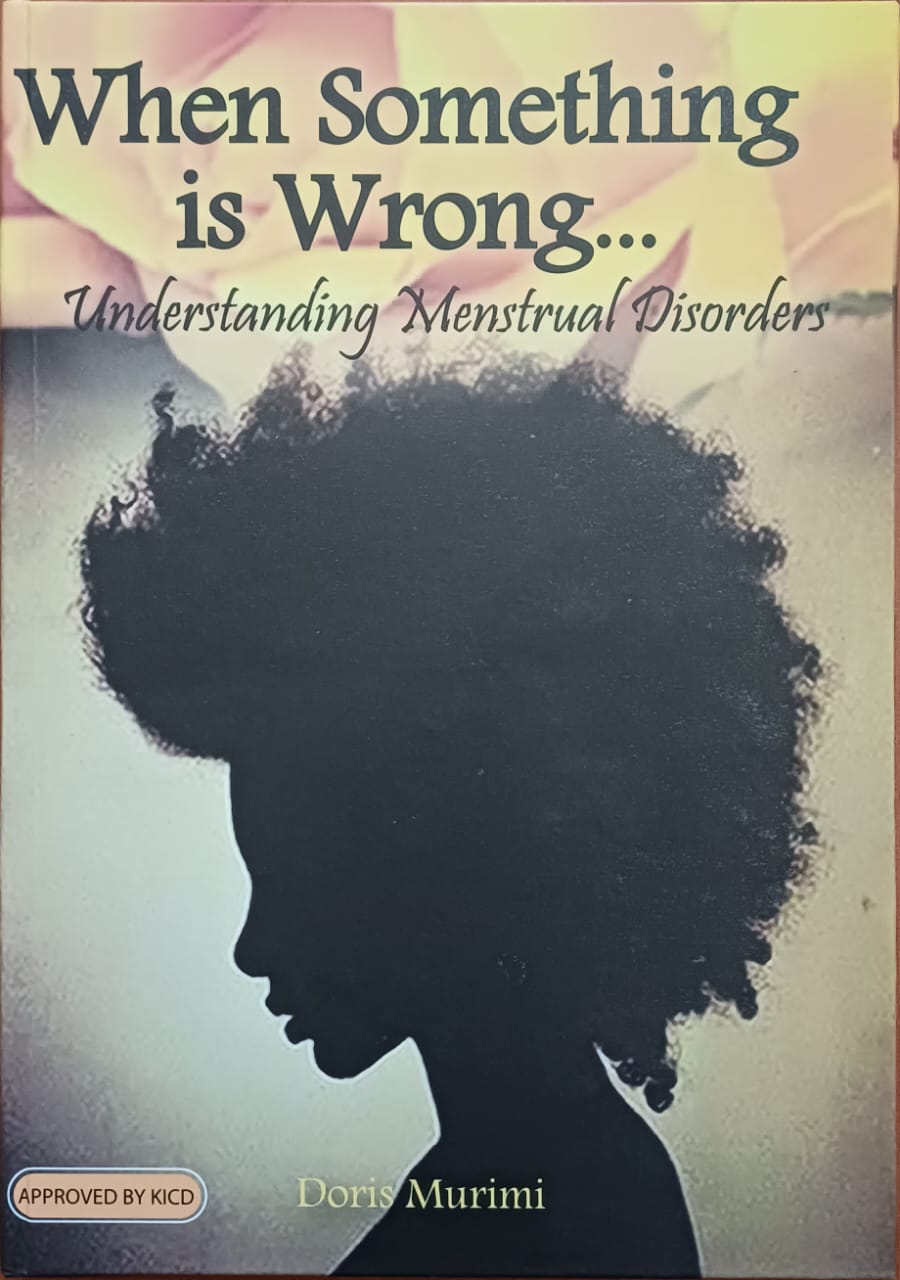 When Something
is Wrong...
Understanding Menstrual Disorders
APPROVED BY KICD
Doris Murimi